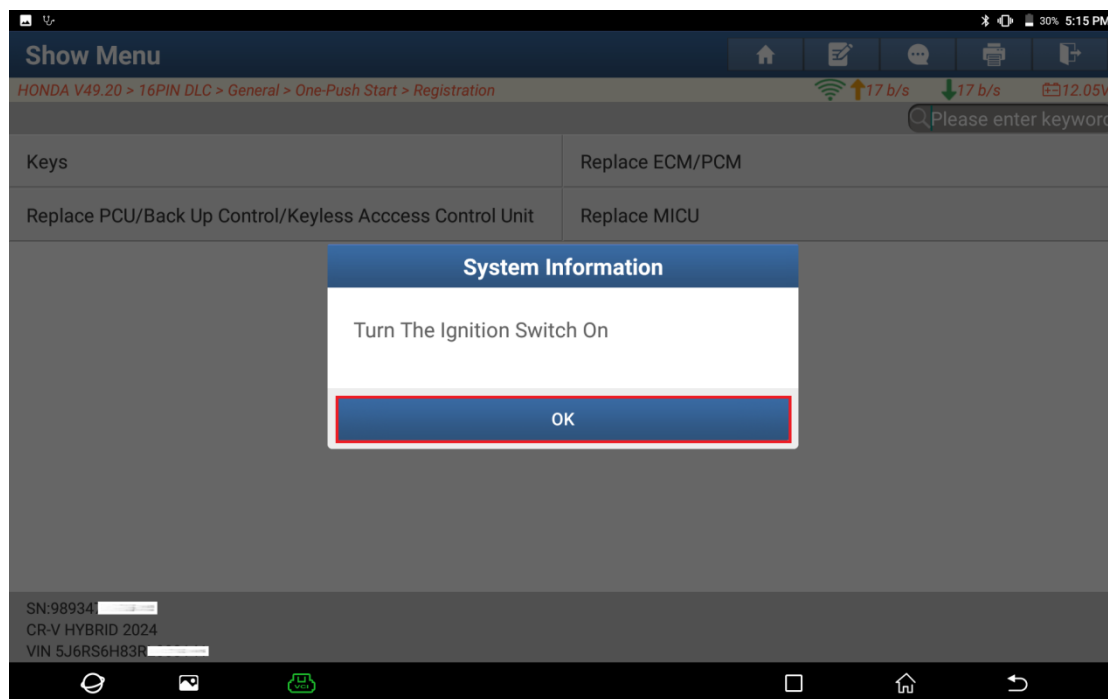 30% 5:15 PM
Show Menu
HONDA V49.20 > 16PIN DLC > General > One-Push Start > Registration
17 b/s 17 b/s 12.05V
Please enter keyword
Keys
Replace ECM/PCM
Replace PCU/Back Up Control/Keyless Acccess Control Unit
Replace MICU
System Information
Turn The Ignition Switch On
OK
SN:98934
CR-V HYBRID 2024
VIN 5J6RS6H83R
VCI